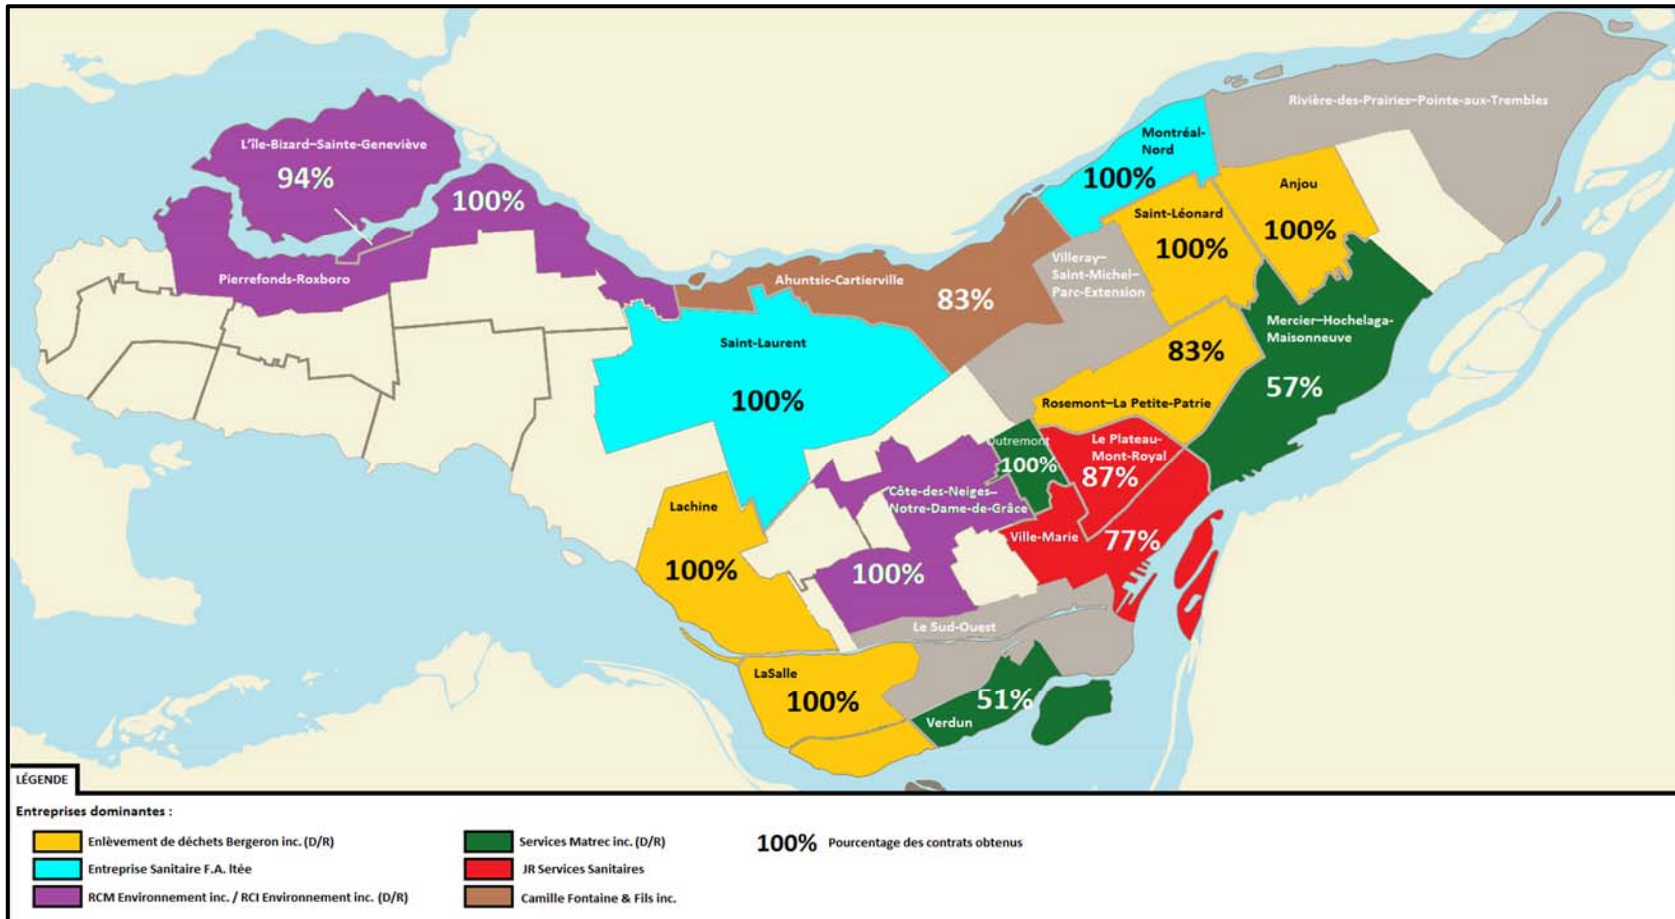 Rivière-des-Prairies–Pointe-aux-Trembles
Montréal-
Nord
100%
L'île-Bizard–Sainte-Geneviève
94%
100%
Anjou
100%
Saint-Léonard
100%
Villeray–
Saint-Michel–
Parc-Extension
Pierrefonds-Roxboro
Ahuntsic-Cartierville
83%
Mercier–Hochelaga-
Maisonneuve
57%
Saint-Laurent
100%
83%
Rosemont–La Petite-Patrie
Outremont
100%
Le Plateau-
Mont-Royal
87%
Côte-des-Neiges–
Notre-Dame-de-Grâce
100%
Lachine
100%
Ville-Marie
77%
Le Sud-Ouest
LaSalle
100%
51%
Verdun
LÉGENDE
Entreprises dominantes :
Enlèvement de déchets Bergeron inc. (D/R)
Entreprise Sanitaire F.A. ltée
RCM Environnement inc. / RCI Environnement inc. (D/R)
Services Matrec inc. (D/R)
JR Services Sanitaires
Camille Fontaine & Fils inc.
100% Pourcentage des contrats obtenus